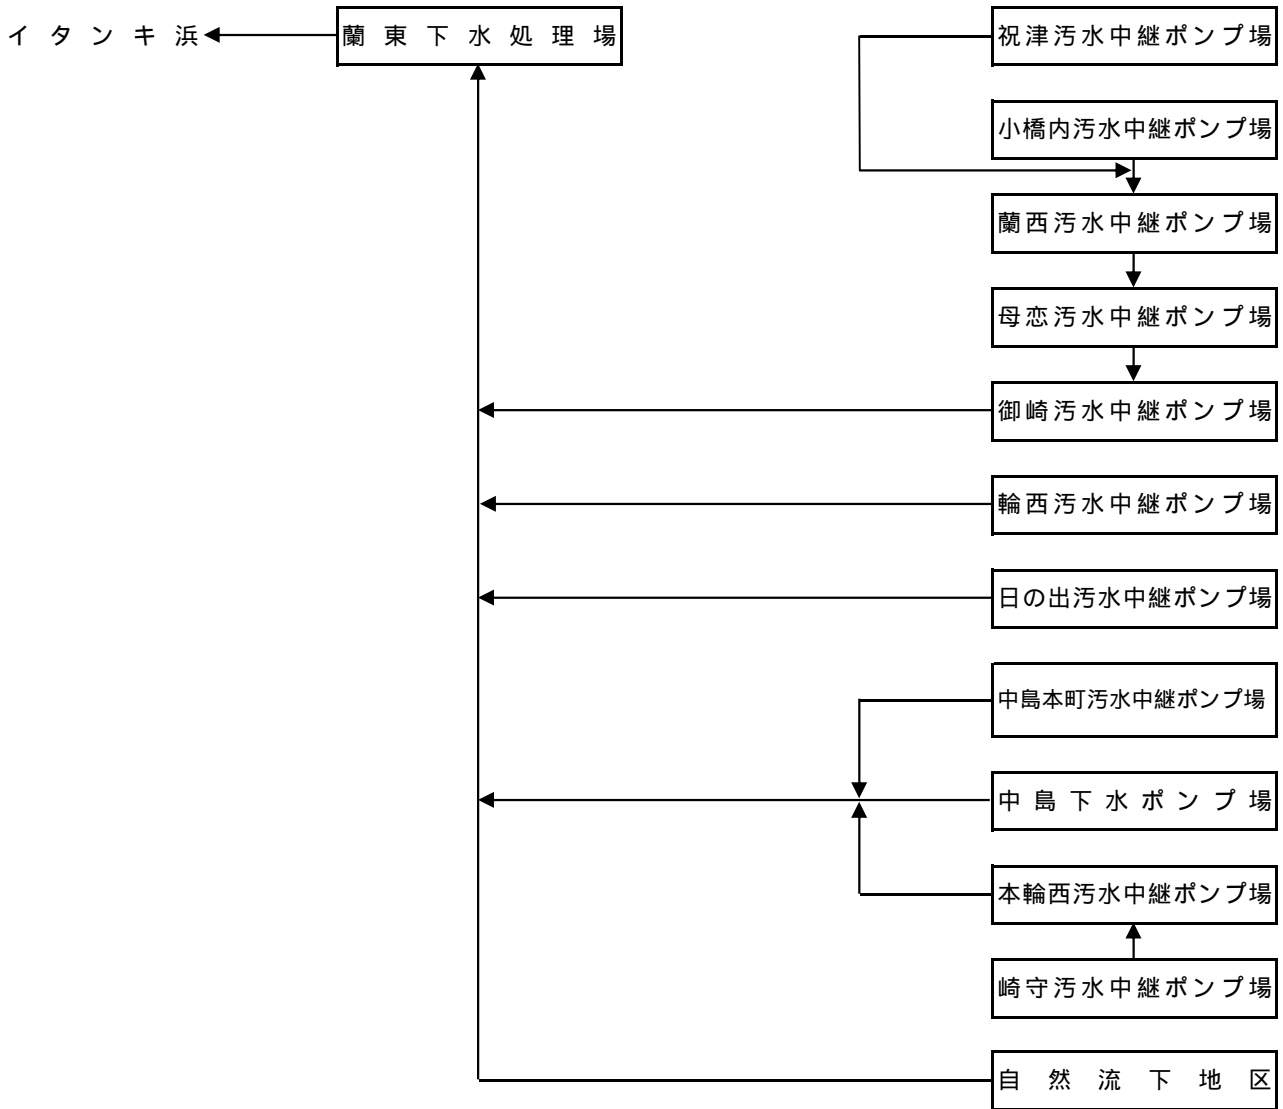 イタンキ浜
蘭東下水処理場
祝津汚水中継ポンプ場
小橋内汚水中継ポンプ場
蘭西汚水中継ポンプ場
母恋汚水中継ポンプ場
御崎汚水中継ポンプ場
輪西汚水中継ポンプ場
日の出汚水中継ポンプ場
中島本町汚水中継ポンプ場
中島下水ポンプ場
本輪西汚水中継ポンプ場
崎守汚水中継ポンプ場
自然流下地区